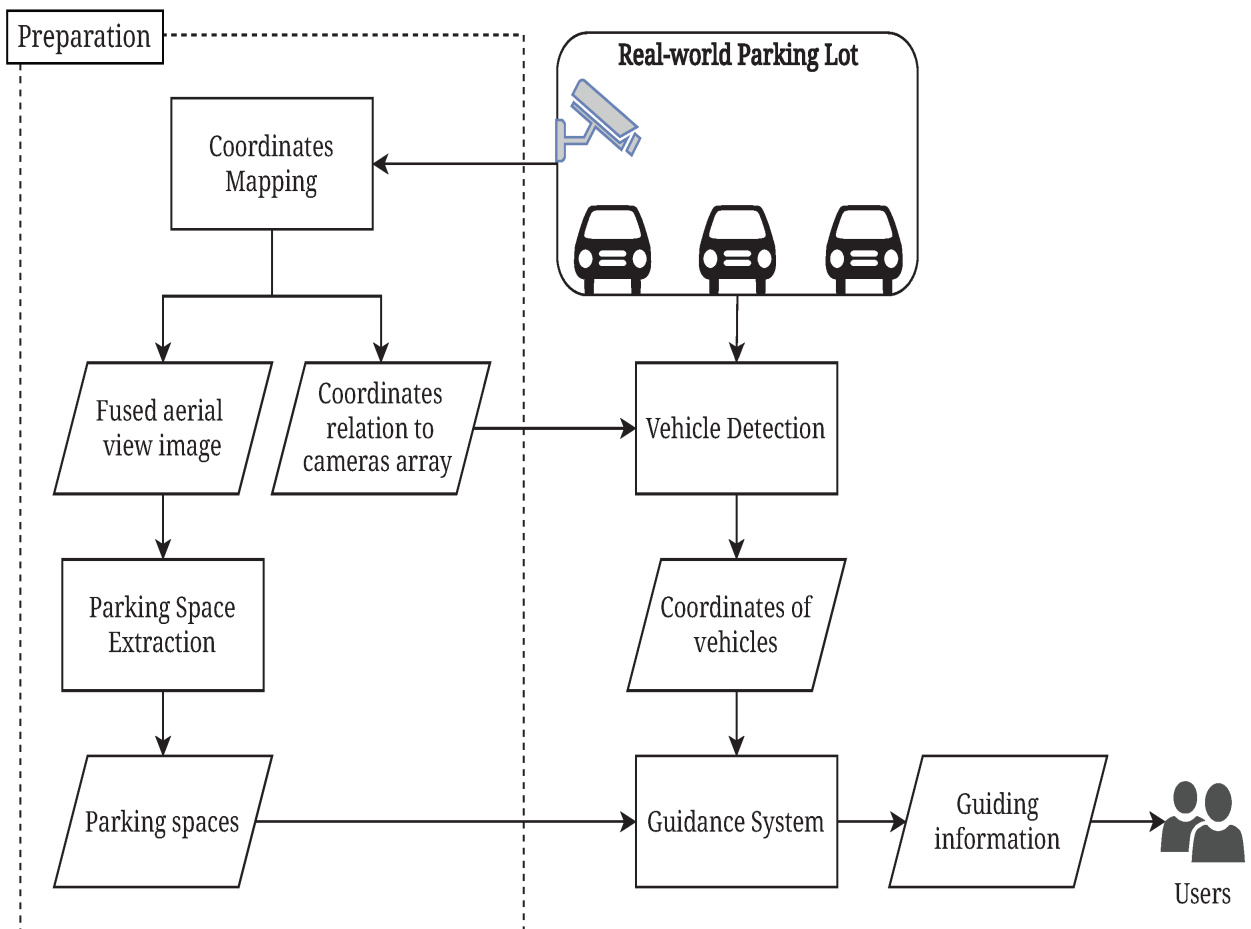 Preparation
Real-world Parking Lot
Coordinates
Mapping
Fused aerial
view image
Coordinates
relation to
cameras array
Vehicle Detection
Parking Space
Extraction
Coordinates of
vehicles
Parking spaces
Guidance System
Guiding
information
Users